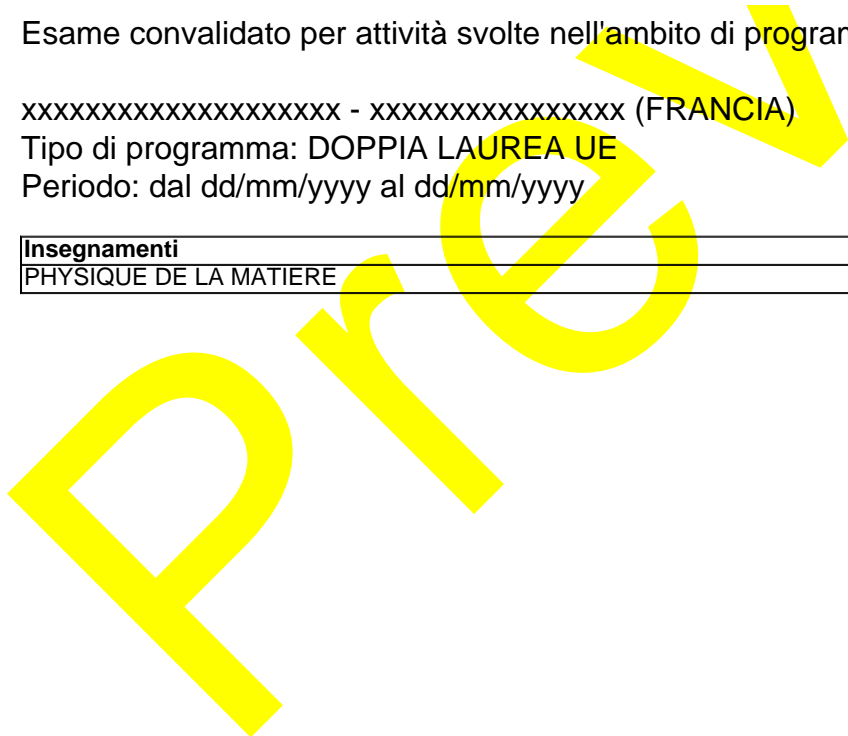 Esame convalidato per attività svolte nell'ambito di
xxxxxxxxxxxxxxxxxxxx - xxxxxxxxxxxxxxxx (FRANCIA)
Tipo di programma: DOPPIA LAUREA UE
Periodo: dal dd/mm/yyyy al dd/mm/yyyy
Insegnamenti
PHYSIQUE DE LA MATIERE
Prev